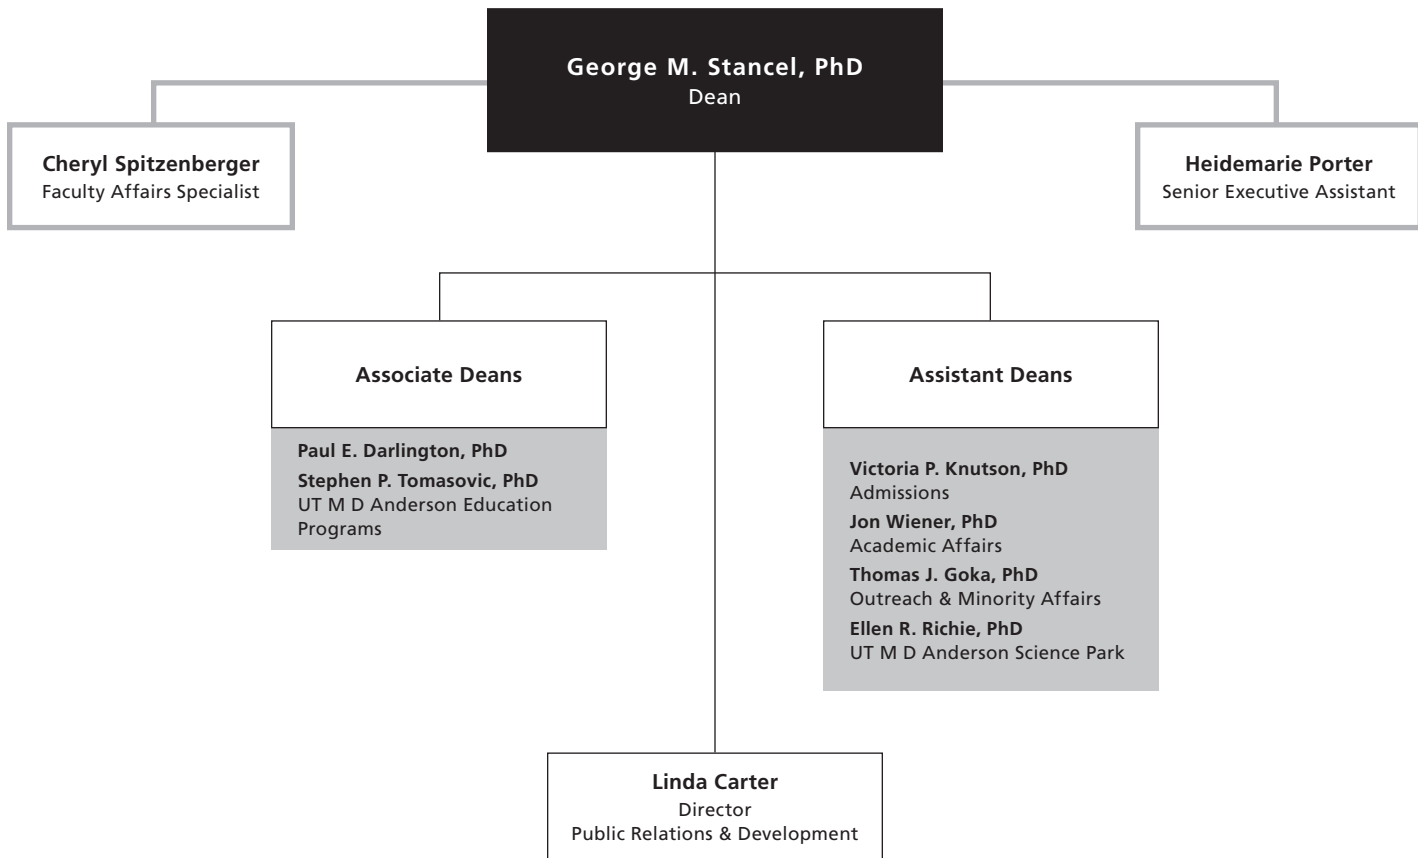 George M. Stancel, PhD
Dean
Cheryl Spitzenberger
Faculty Affairs Specialist
Heidemarie Porter
Senior Executive Assistant
Associate Deans
Paul E. Darlington, PhD
Stephen P. Tomasovic, PhD
UT M D Anderson Education
Programs
Assistant Deans
Victoria P. Knutson, PhD
Admissions
Jon Wiener, PhD
Academic Affairs
Thomas J. Goka, PhD
Outreach & Minority Affairs
Ellen R. Richie, PhD
UT M D Anderson Science Park
Linda Carter
Director
Public Relations & Development